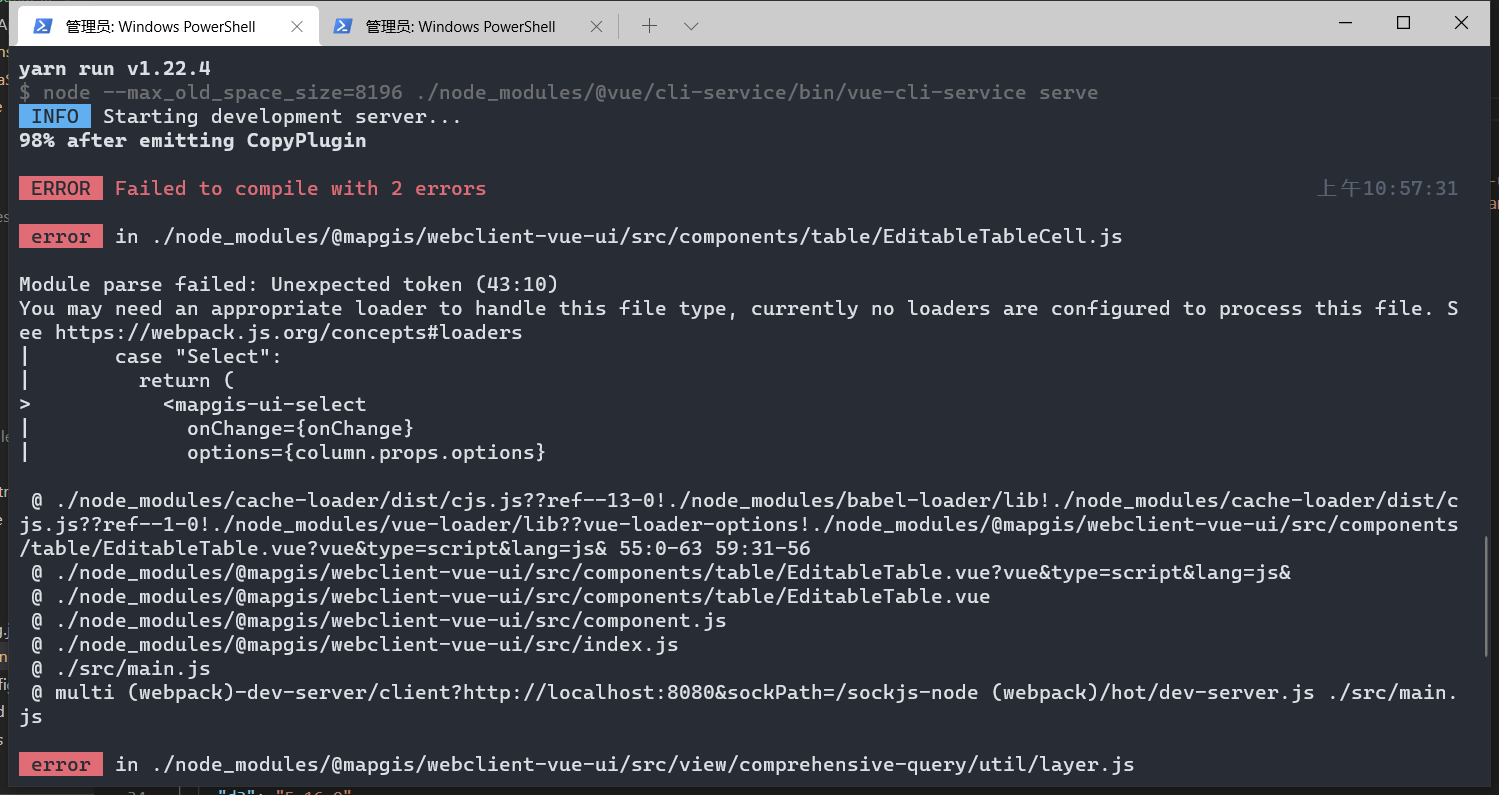 管理员: Windows PowerShell
管理员: Windows PowerShell
yarn run v1.22.4
$ node --max_old_space_size=8196 ./node_modules/@vue/cli-service/bin/vue-cli-service serve
INFO Starting development server...
98% after emitting CopyPlugin
ERROR Failed to compile with 2 errors 上午10:57:31
error in ./node_modules/@mapgis/webclient-vue-ui/src/components/table/EditableTableCell.js
Module parse failed: Unexpected token (43:10)
You may need an appropriate loader to handle this file type, currently no loaders are configured to process this file. S
ee https://webpack.js.org/concepts#loaders
| case "Select":
| return (
> <mapgis-ui-select
| onChange={onChange}
| options={column.props.options}
@ ./node_modules/cache-loader/dist/cjs.js??ref--13-0!./node_modules/babel-loader/lib!./node_modules/cache-loader/dist/c
js.js??ref--1-0!./node_modules/vue-loader/lib??vue-loader-options!./node_modules/@mapgis/webclient-vue-ui/src/components
/table/EditableTable.vue?vue&type=script&lang=js& 55:0-63 59:31-56
@ ./node_modules/@mapgis/webclient-vue-ui/src/components/table/EditableTable.vue?vue&type=script&lang=js&
@ ./node_modules/@mapgis/webclient-vue-ui/src/components/table/EditableTable.vue
@ ./node_modules/@mapgis/webclient-vue-ui/src/component.js
@ ./node_modules/@mapgis/webclient-vue-ui/src/index.js
@ ./src/main.js
@ multi (webpack)-dev-server/client?http://localhost:8080&sockPath=/sockjs-node (webpack)/hot/dev-server.js ./src/main.
js
error in ./node_modules/@mapgis/webclient-vue-ui/src/view/comprehensive-query/util/layer.js